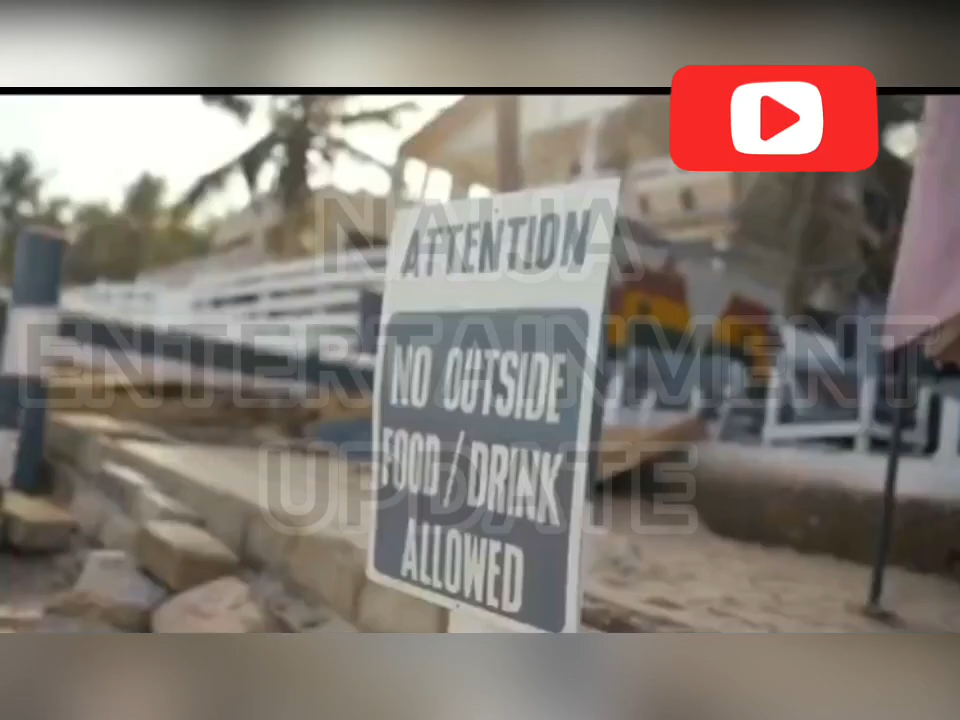 NAIJA
ENTERTAINMENT
UPDATE
ATTENTION
NO OUTSIDE
FOOD / DRINK
ALLOWED